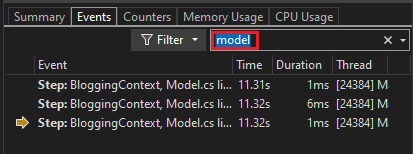 Summary Events Counters Memory Usage CPU Usage
Filter model
Event Time Duration Thread
Step: BloggingContext, Model.cs li... 11.31s 1ms [24384] M
Step: BloggingContext, Model.cs li... 11.32s 6ms [24384] M
Step: BloggingContext, Model.cs li... 11.32s 1ms [24384] M